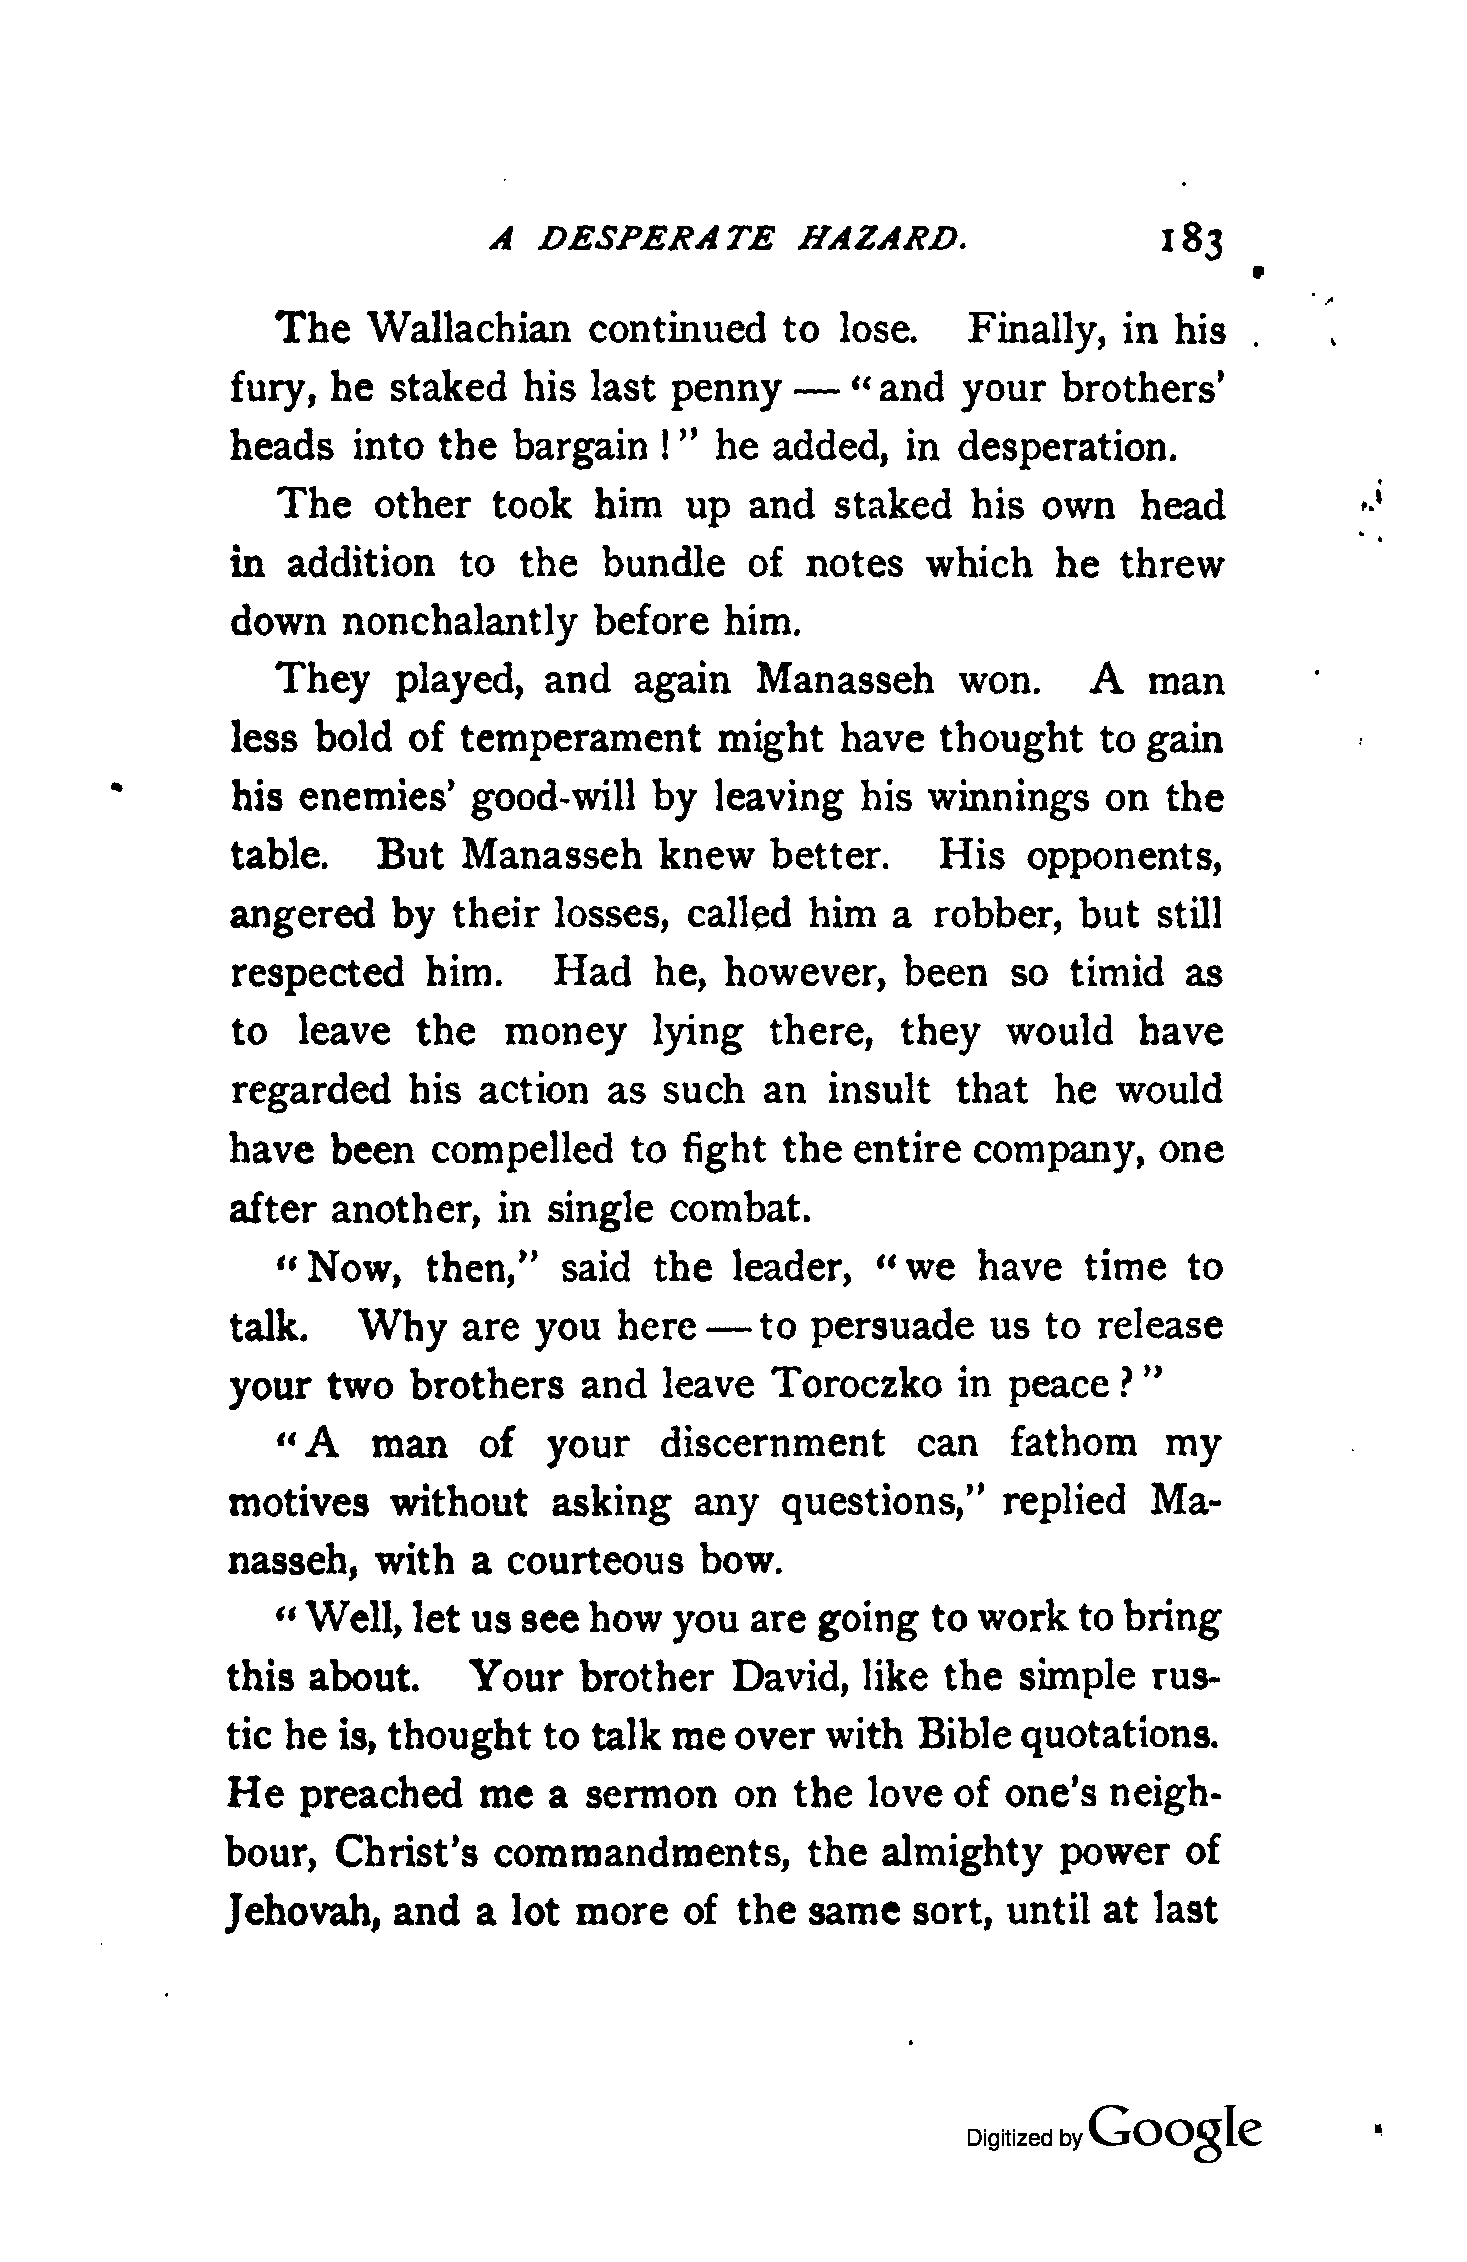 A DESPERATE HAZARD. 183
The Wallachian continued to lose. Finally, in his
fury, he staked his last penny — “and your brothers’
heads into the bargain!” he added, in desperation.
The other took him up and staked his own head
in addition to the bundle of notes which he threw
down nonchalantly before him.
They played, and again Manasseh won. A man
less bold of temperament might have thought to gain
his enemies’ good-will by leaving his winnings on the
table. But Manasseh knew better. His opponents,
angered by their losses, called him a robber, but still
respected him. Had he, however, been so timid as
to leave the money lying there, they would have
regarded his action as such an insult that he would
have been compelled to fight the entire company, one
after another, in single combat.
“Now, then,” said the leader, “we have time to
talk. Why are you here — to persuade us to release
your two brothers and leave Toroczko in peace?”
“A man of your discernment can fathom my
motives without asking any questions,” replied Ma-
nasseh, with a courteous bow.
“Well, let us see how you are going to work to bring
this about. Your brother David, like the simple rus-
tic he is, thought to talk me over with Bible quotations.
He preached me a sermon on the love of one’s neigh-
bour, Christ’s commandments, the almighty power of
Jehovah, and a lot more of the same sort, until at last
Digitized by Google